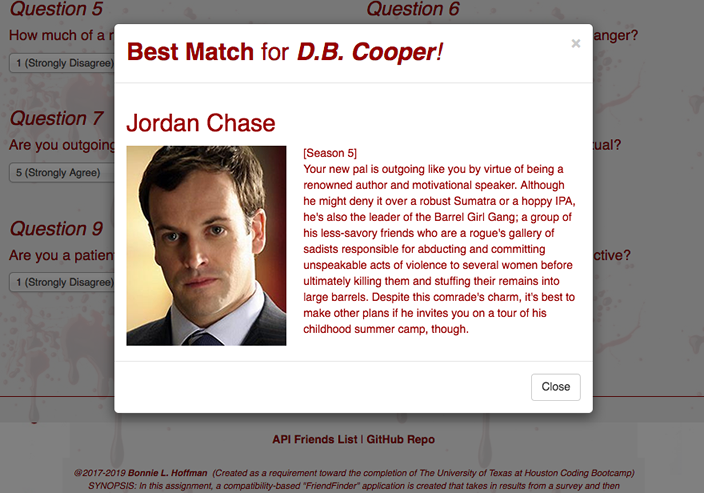 Question 5
Question 6
How much of a r
anger?
1 (Strongly Disagree)
Best Match for D.B. Cooper!
×
Question 7
Are you outgoing
tual?
5 (Strongly Agree)
Question 9
Are you a patien
ctive?
1 (Strongly Disagree)
Jordan Chase
[Season 5]
Your new pal is outgoing like you by virtue of being a
renowned author and motivational speaker. Although
he might deny it over a robust Sumatra or a hoppy IPA,
he's also the leader of the Barrel Girl Gang; a group of
his less-savory friends who are a rogue's gallery of
sadists responsible for abducting and committing
unspeakable acts of violence to several women before
ultimately killing them and stuffing their remains into
large barrels. Despite this comrade's charm, it's best to
make other plans if he invites you on a tour of his
childhood summer camp, though.
Close
API Friends List | GitHub Repo
@2017-2019 Bonnie L. Hoffman (Created as a requirement toward the completion of The University of Texas at Houston Coding Bootcamp)
SYNOPSIS: In this assignment, a compatibility-based "FriendFinder" application is created that takes in results from a survey and then